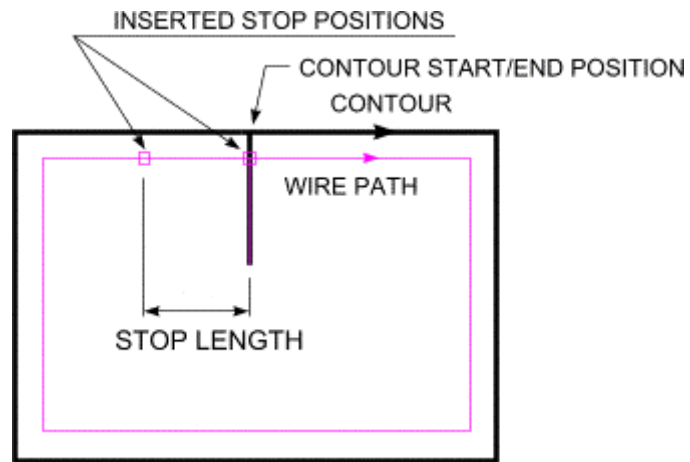 INSERTED STOP POSITIONS
CONTOUR START/END POSITION
CONTOUR
WIRE PATH
STOP LENGTH